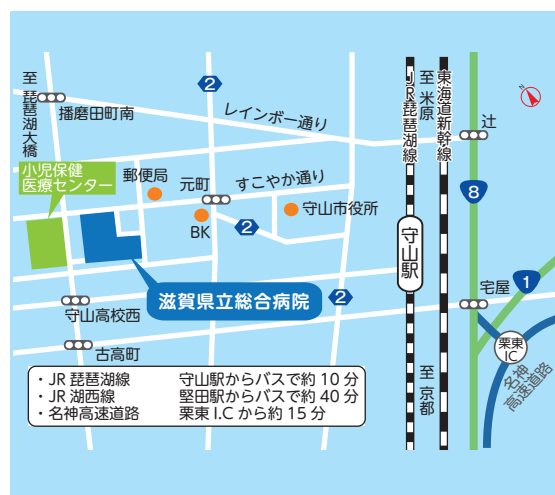 至琵琶湖大橋
播磨田町南
2
レインボー通り
JR琵琶湖線
至米原
東海道新幹線
N
辻
小児保健
医療センター
郵便局
元町
すこやか通り
8
BK
2
守山市役所
守山駅
1
滋賀県立総合病院
2
宅屋
守山高校西
栗東
IC
古高町
至京都
名神
高速道路
・JR 琵琶湖線 守山駅からバスで約 10 分
・JR 湖西線 堅田駅からバスで約 40 分
・名神高速道路 栗東 I.C から約 15 分